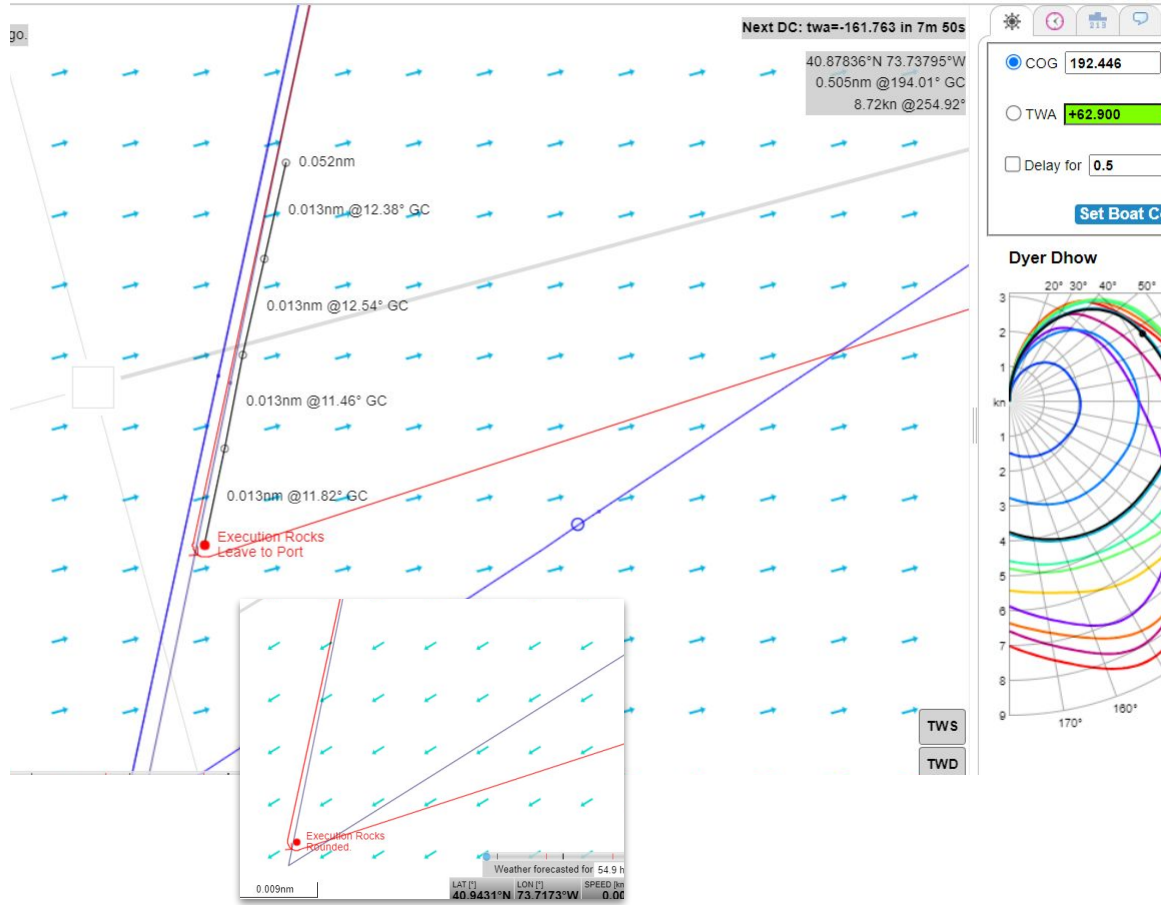 go.
Next DC: twa=-161.763 in 7m 50s
40.87836°N 73.73795°W
0.505nm @194.01° GC
8.72kn @254.92°
COG 192.446
TWA +62.900
Delay for 0.5
Set Boat C
Dyer Dhow
20° 30° 40° 50°
3
2
1
kn
1
2
3
4
5
6
7
8
9
170°
160°
0.052nm
0.013nm @12.38° GC
0.013nm @12.54° GC
0.013nm @11.46° GC
0.013nm @11.82° GC
Execution Rocks
Leave to Port
TWS
TWD
Execution Rocks
Rounded.
Weather forecasted for 54.9 h
0.009nm
LAT [°] LON [°] SPEED [kn
40.9431°N 73.7173°W 0.00